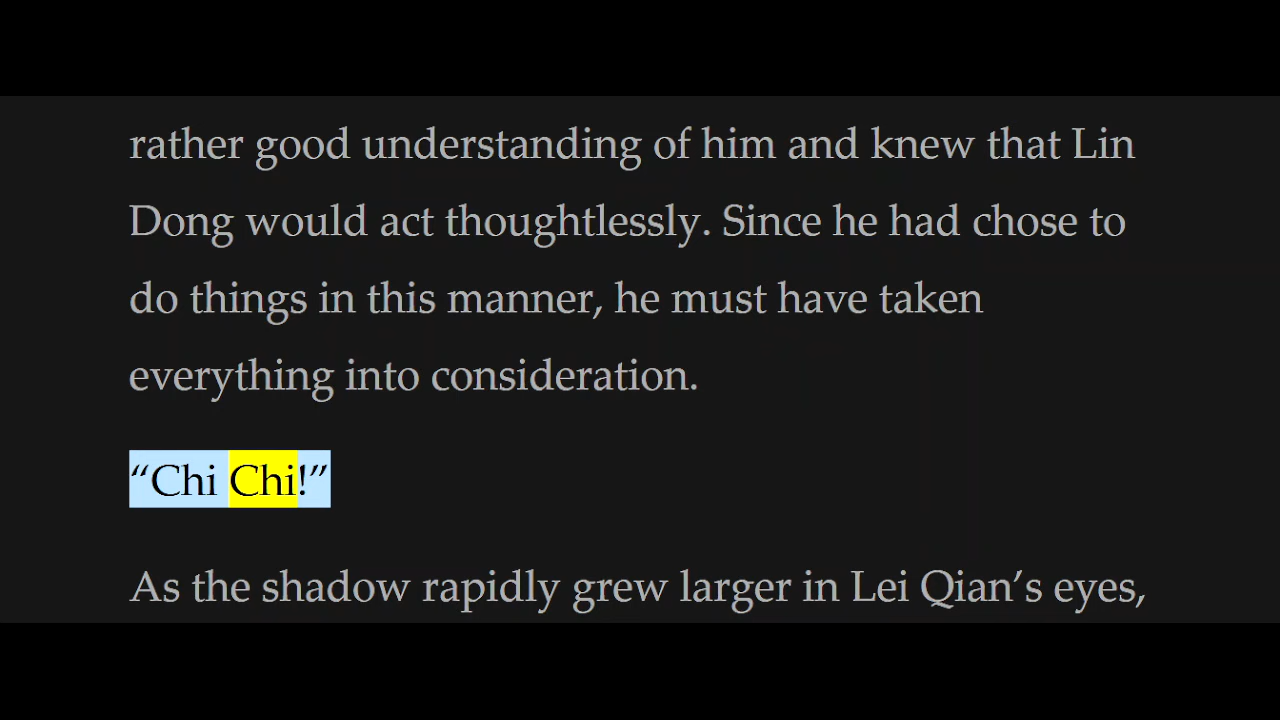 rather good understanding of him and knew that Lin
Dong would act thoughtlessly. Since he had chose to
do things in this manner, he must have taken
everything into consideration.
“Chi Chi!”
As the shadow rapidly grew larger in Lei Qian’s eyes,